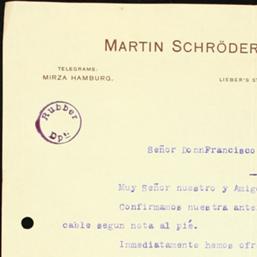 MARTIN SCHRÖDER
TELEGRAMS:
MIRZA HAMBURG.
LIEBER'S
Rubber
Dpt.
Señor DomnFrancisco
Muy Señor nuestro y Amig
Confirmamos nuestra ante
cable segun nota al pié.
Inmediatamente hemos ofr